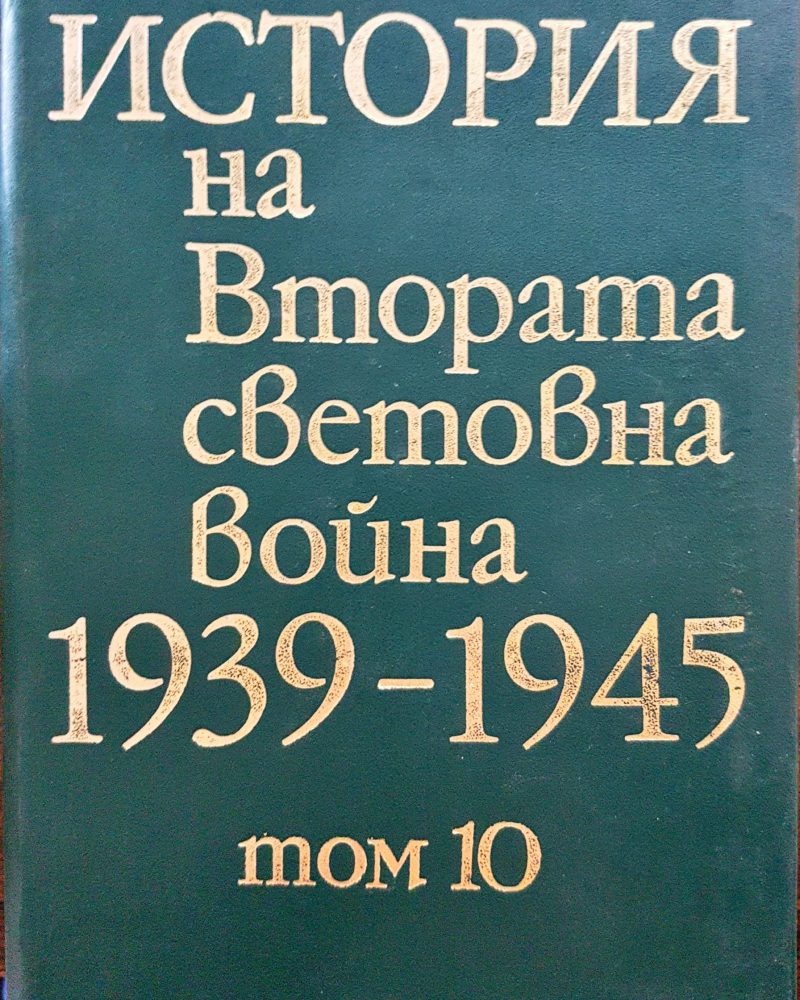 ИСТОРИЯ
на
Втората
световна
война
1939–1945
том 10